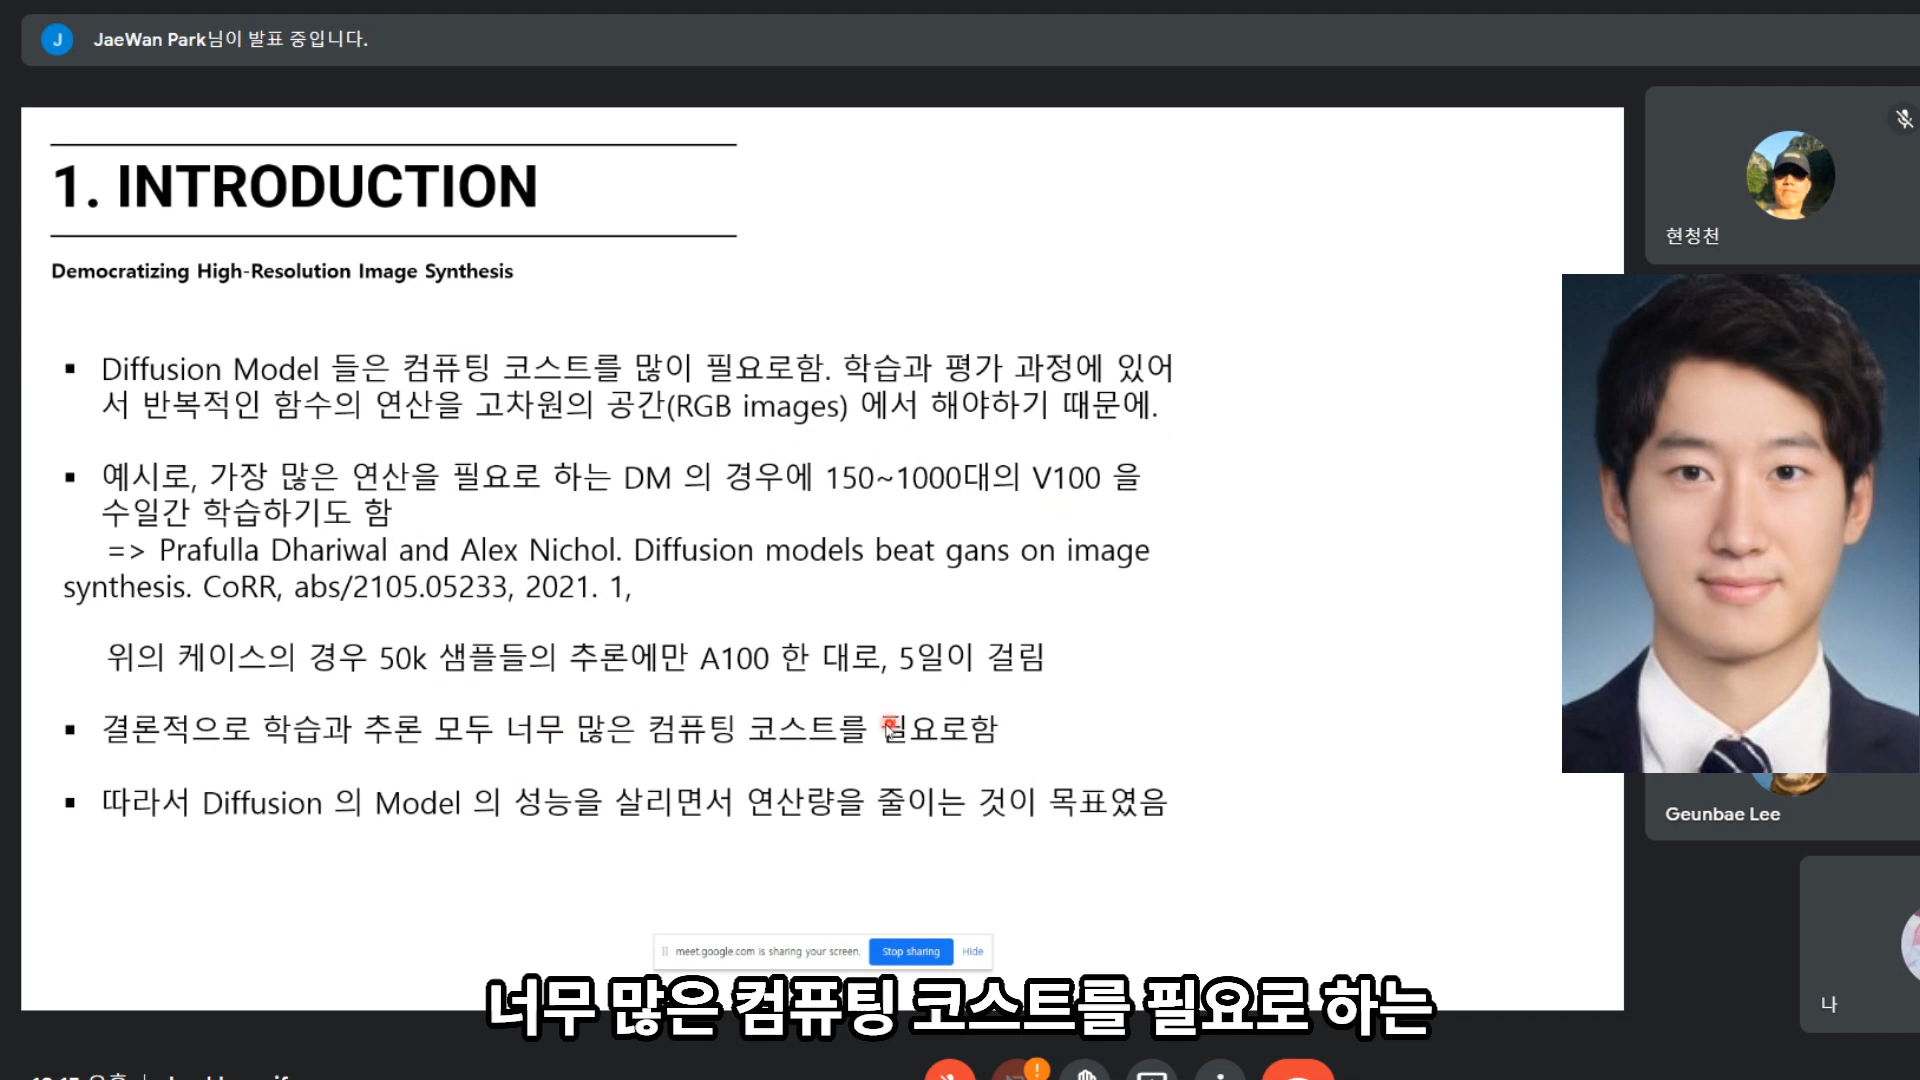 J JaeWan Park님이 발표 중입니다.
1. INTRODUCTION
Democratizing High-Resolution Image Synthesis
▪ Diffusion Model 들은 컴퓨팅 코스트를 많이 필요로함. 학습과 평가 과정에 있어
서 반복적인 함수의 연산을 고차원의 공간(RGB images) 에서 해야하기 때문에.
▪ 예시로, 가장 많은 연산을 필요로 하는 DM 의 경우에 150~1000대의 V100 을
수일간 학습하기도 함
=> Prafulla Dhariwal and Alex Nichol. Diffusion models beat gans on image
synthesis. CoRR, abs/2105.05233, 2021. 1,
위의 케이스의 경우 50k 샘플들의 추론에만 A100 한 대로, 5일이 걸림
▪ 결론적으로 학습과 추론 모두 너무 많은 컴퓨팅 코스트를 필요로함
▪ 따라서 Diffusion 의 Model 의 성능을 살리면서 연산량을 줄이는 것이 목표였음
현청천
Geunbae Lee
나
meet.google.com is sharing your screen. Stop sharing Hide
너무 많은 컴퓨팅 코스트를 필요로 하는